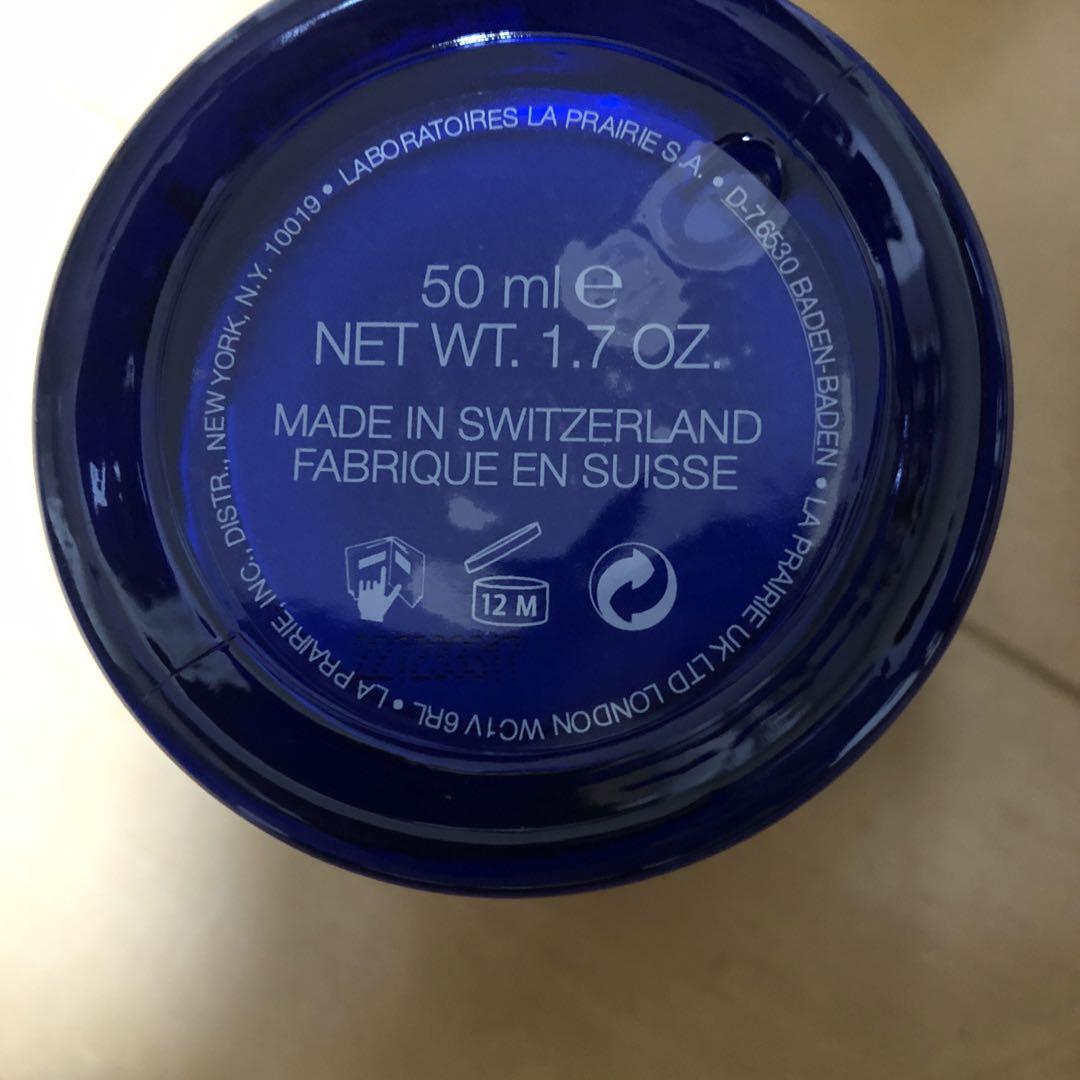 LABORATOIRES LA PRAIRIE S.A. • D-76530 BADEN-BADEN • LA PRAIRIE UK LTD LONDON WC1V 6RL • LA PRAIRIE, INC., DISTR., NEW YORK, N.Y. 10019 •
50 ml e
NET WT. 1.7 OZ.
MADE IN SWITZERLAND
FABRIQUE EN SUISSE
12 M